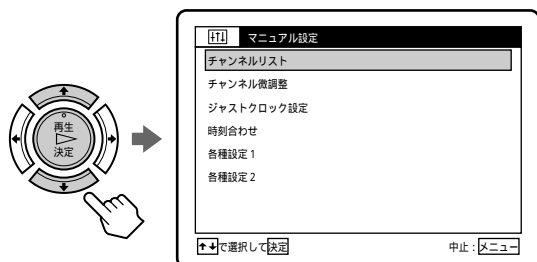 マニュアル設定
チャンネルリスト
チャンネル微調整
ジャストクロック設定
時刻合わせ
各種設定 1
各種設定 2
再生
決定
で選択して決定
中止 : メニュー